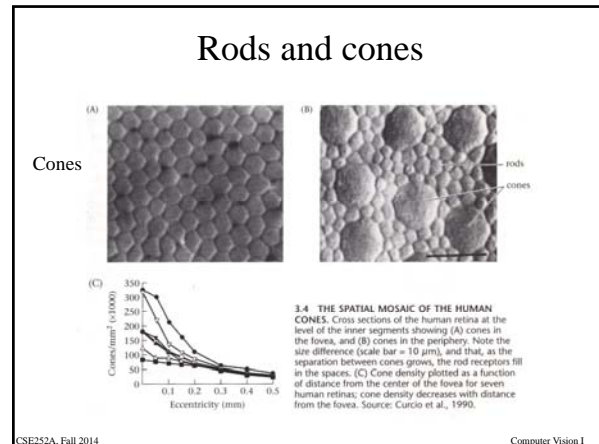 Rods and cones
(A)
(B)
Cones
rods
cones
(C)
350
300
250
200
150
100
50
0
Cones/mm² (×1000)
0.1 0.2 0.3 0.4 0.5
Eccentricity (mm)
3.4 THE SPATIAL MOSAIC OF THE HUMAN
CONES. Cross sections of the human retina at the
level of the inner segments showing (A) cones in
the fovea, and (B) cones in the periphery. Note the
size difference (scale bar = 10 µm), and that, as the
separation between cones grows, the rod receptors fill
in the spaces. (C) Cone density plotted as a function
of distance from the center of the fovea for seven
human retinas; cone density decreases with distance
from the fovea. Source: Curcio et al., 1990.
CSE252A, Fall 2014
Computer Vision I